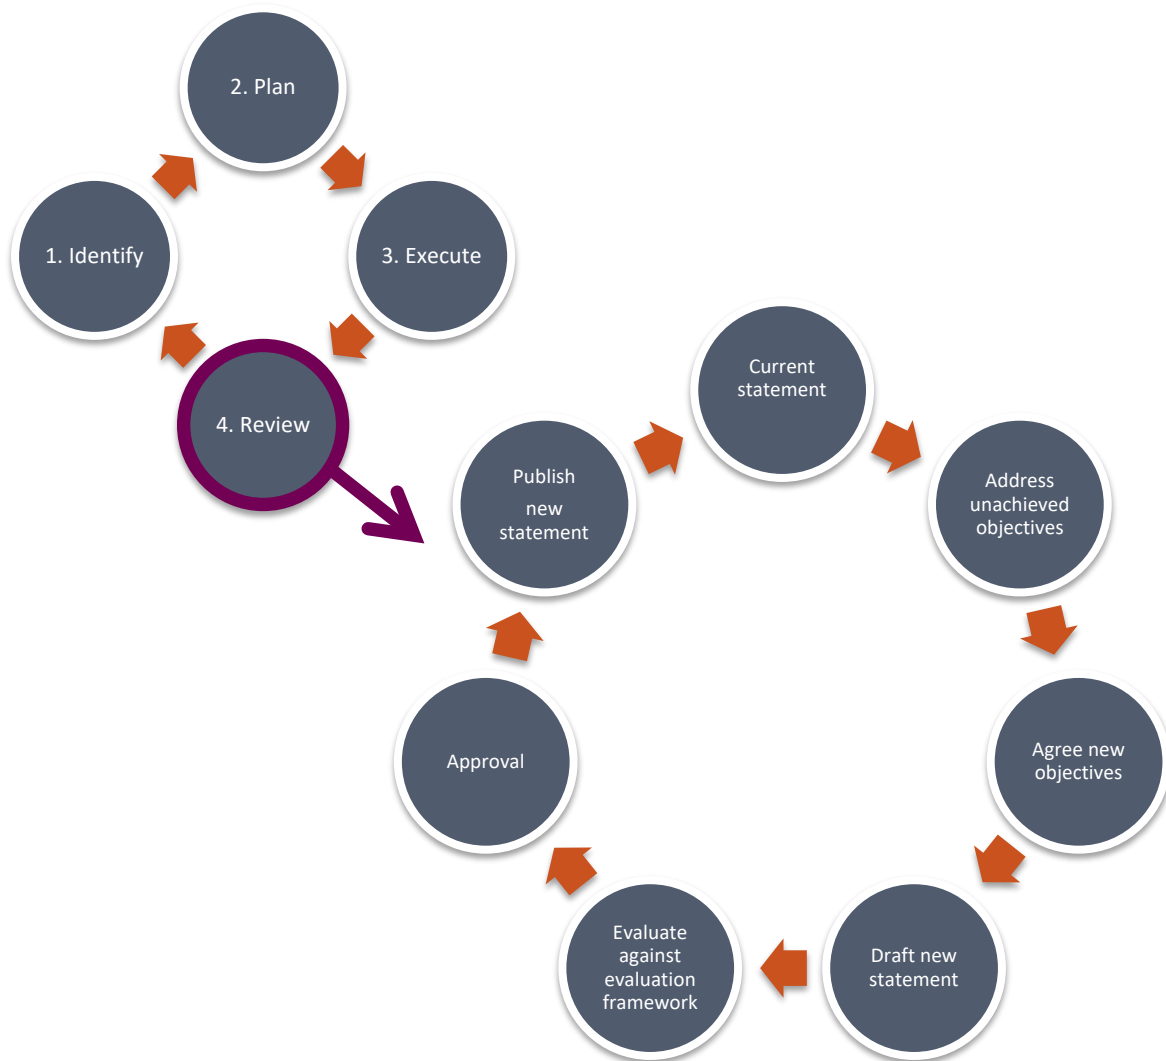 2. Plan
1. Identify
3. Execute
4. Review
Current
statement
Address
unachieved
objectives
Agree new
objectives
Draft new
statement
Evaluate
against
evaluation
framework
Approval
Publish
new
statement